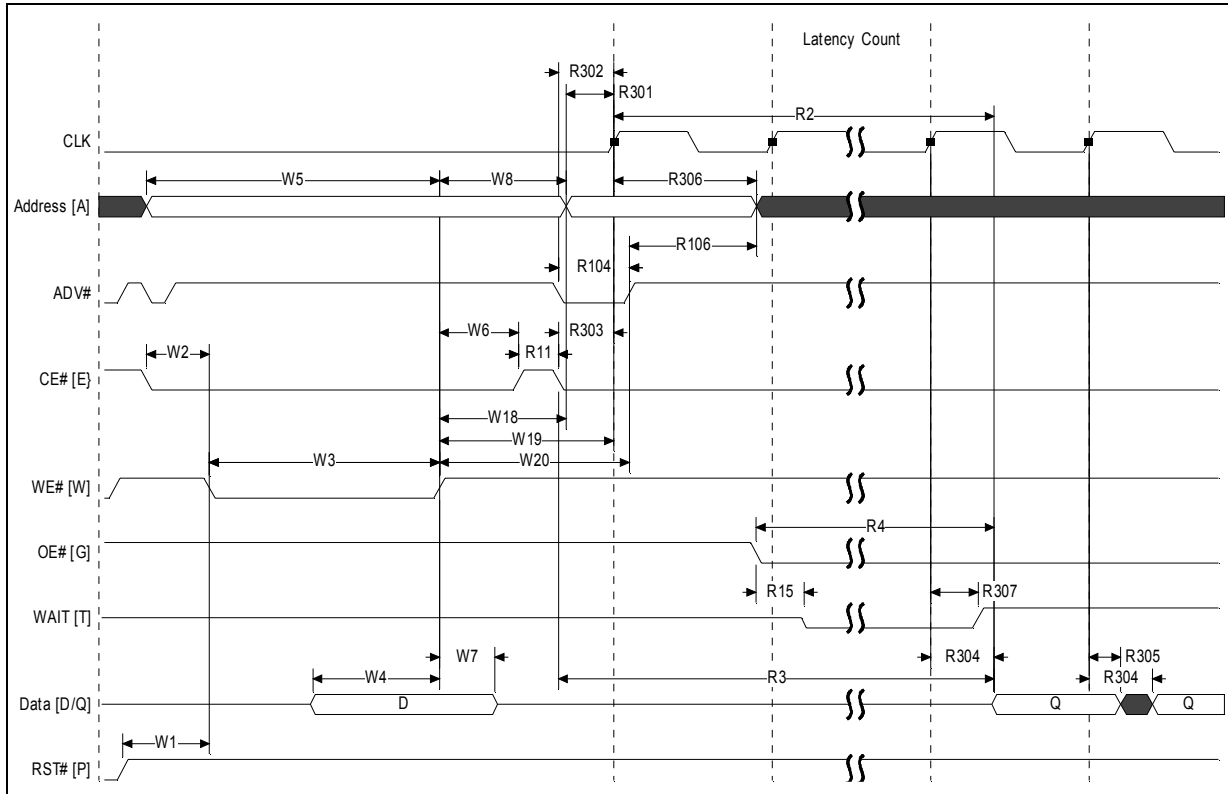 Latency Count
R302
R301
R2
CLK
W5
W8
R306
Address [A]
R106
R104
ADV#
W6
R303
W2
R11
CE# [E}
W18
W19
W3
W20
WE# [W]
R4
OE# [G]
R15
R307
WAIT [T]
W7
R304
R305
W4
R3
R304
Data [D/Q]
D
Q
Q
W1
RST# [P]